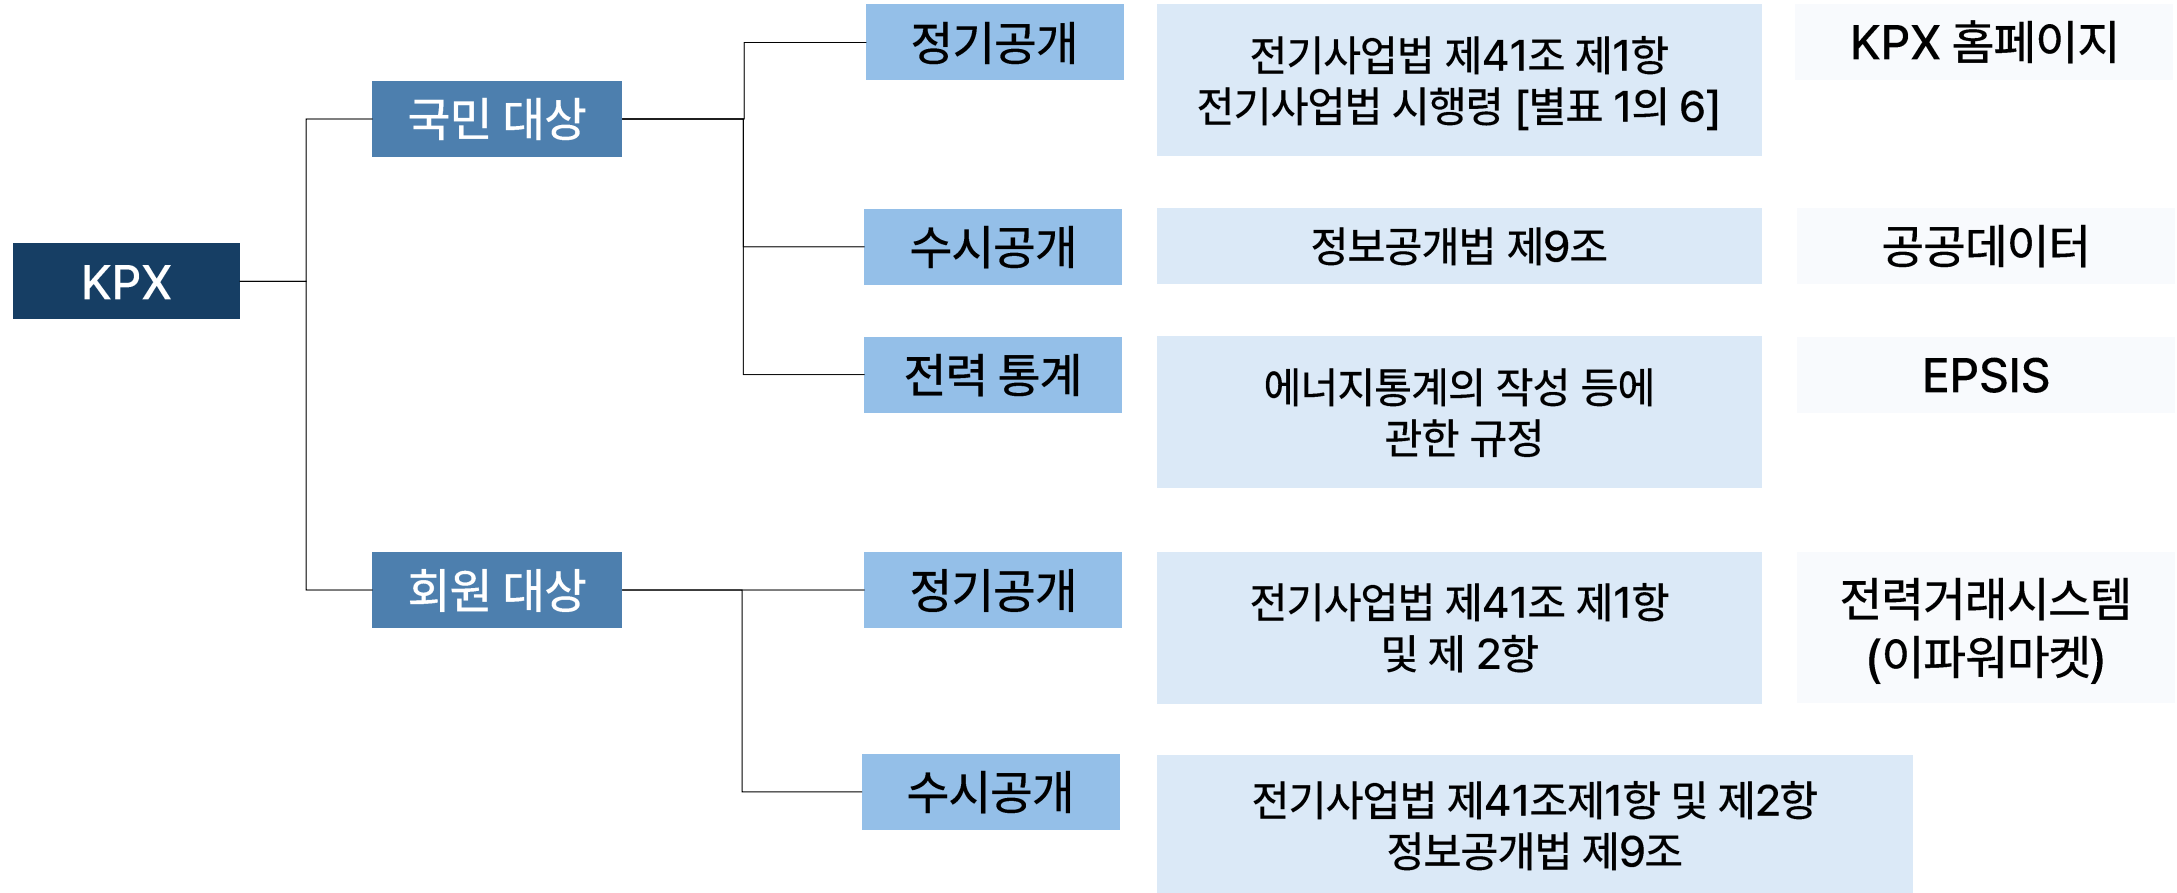 KPX
국민 대상
정기공개
전기사업법 제41조 제1항
전기사업법 시행령 [별표 1의 6]
KPX 홈페이지
수시공개
정보공개법 제9조
공공데이터
전력 통계
에너지통계의 작성 등에
관한 규정
EPSIS
회원 대상
정기공개
전기사업법 제41조 제1항
및 제 2항
전력거래시스템
(이파워마켓)
수시공개
전기사업법 제41조제1항 및 제2항
정보공개법 제9조